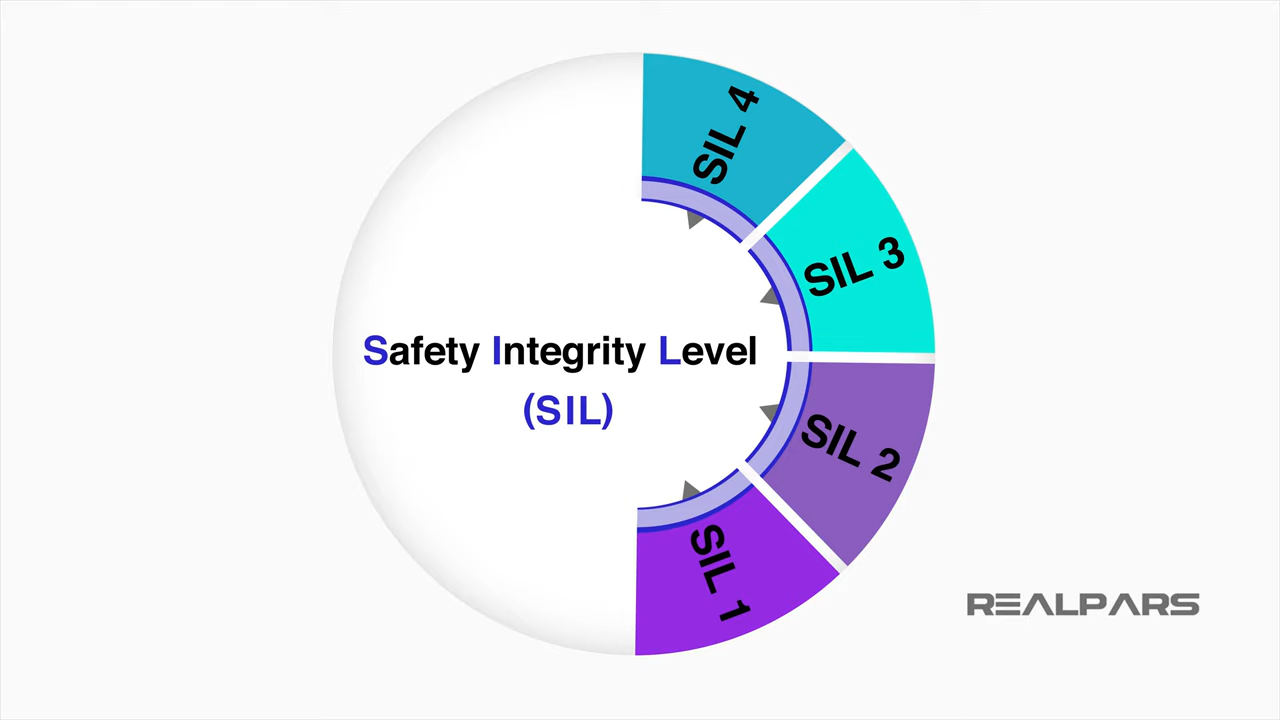 SIL 4
SIL 3
Safety Integrity Level
(SIL)
SIL 2
SIL 1
REALPARS